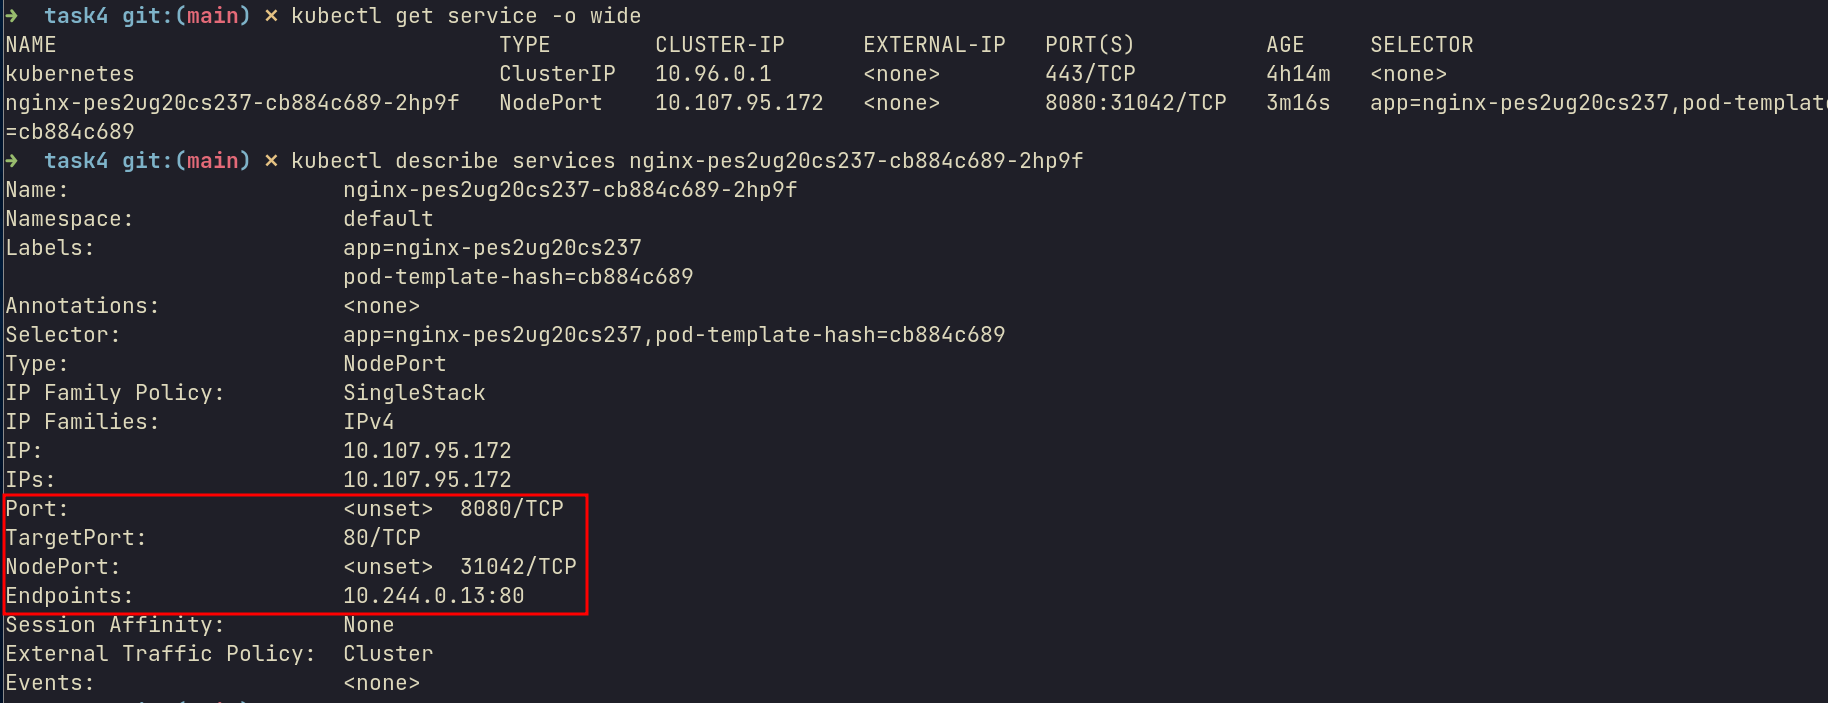 ➜  task4 git:(main) ✗ kubectl get service -o wide
NAME                                  TYPE        CLUSTER-IP      EXTERNAL-IP   PORT(S)          AGE     SELECTOR
kubernetes                            ClusterIP   10.96.0.1       <none>        443/TCP          4h14m   <none>
nginx-pes2ug20cs237-cb884c689-2hp9f   NodePort    10.107.95.172   <none>        8080:31042/TCP   3m16s   app=nginx-pes2ug20cs237,pod-template
=cb884c689
➜  task4 git:(main) ✗ kubectl describe services nginx-pes2ug20cs237-cb884c689-2hp9f
Name:                     nginx-pes2ug20cs237-cb884c689-2hp9f
Namespace:                default
Labels:                   app=nginx-pes2ug20cs237
                          pod-template-hash=cb884c689
Annotations:              <none>
Selector:                 app=nginx-pes2ug20cs237,pod-template-hash=cb884c689
Type:                     NodePort
IP Family Policy:         SingleStack
IP Families:              IPv4
IP:                       10.107.95.172
IPs:                      10.107.95.172
Port:                     <unset>  8080/TCP
TargetPort:               80/TCP
NodePort:                 <unset>  31042/TCP
Endpoints:                10.244.0.13:80
Session Affinity:         None
External Traffic Policy:  Cluster
Events:                   <none>